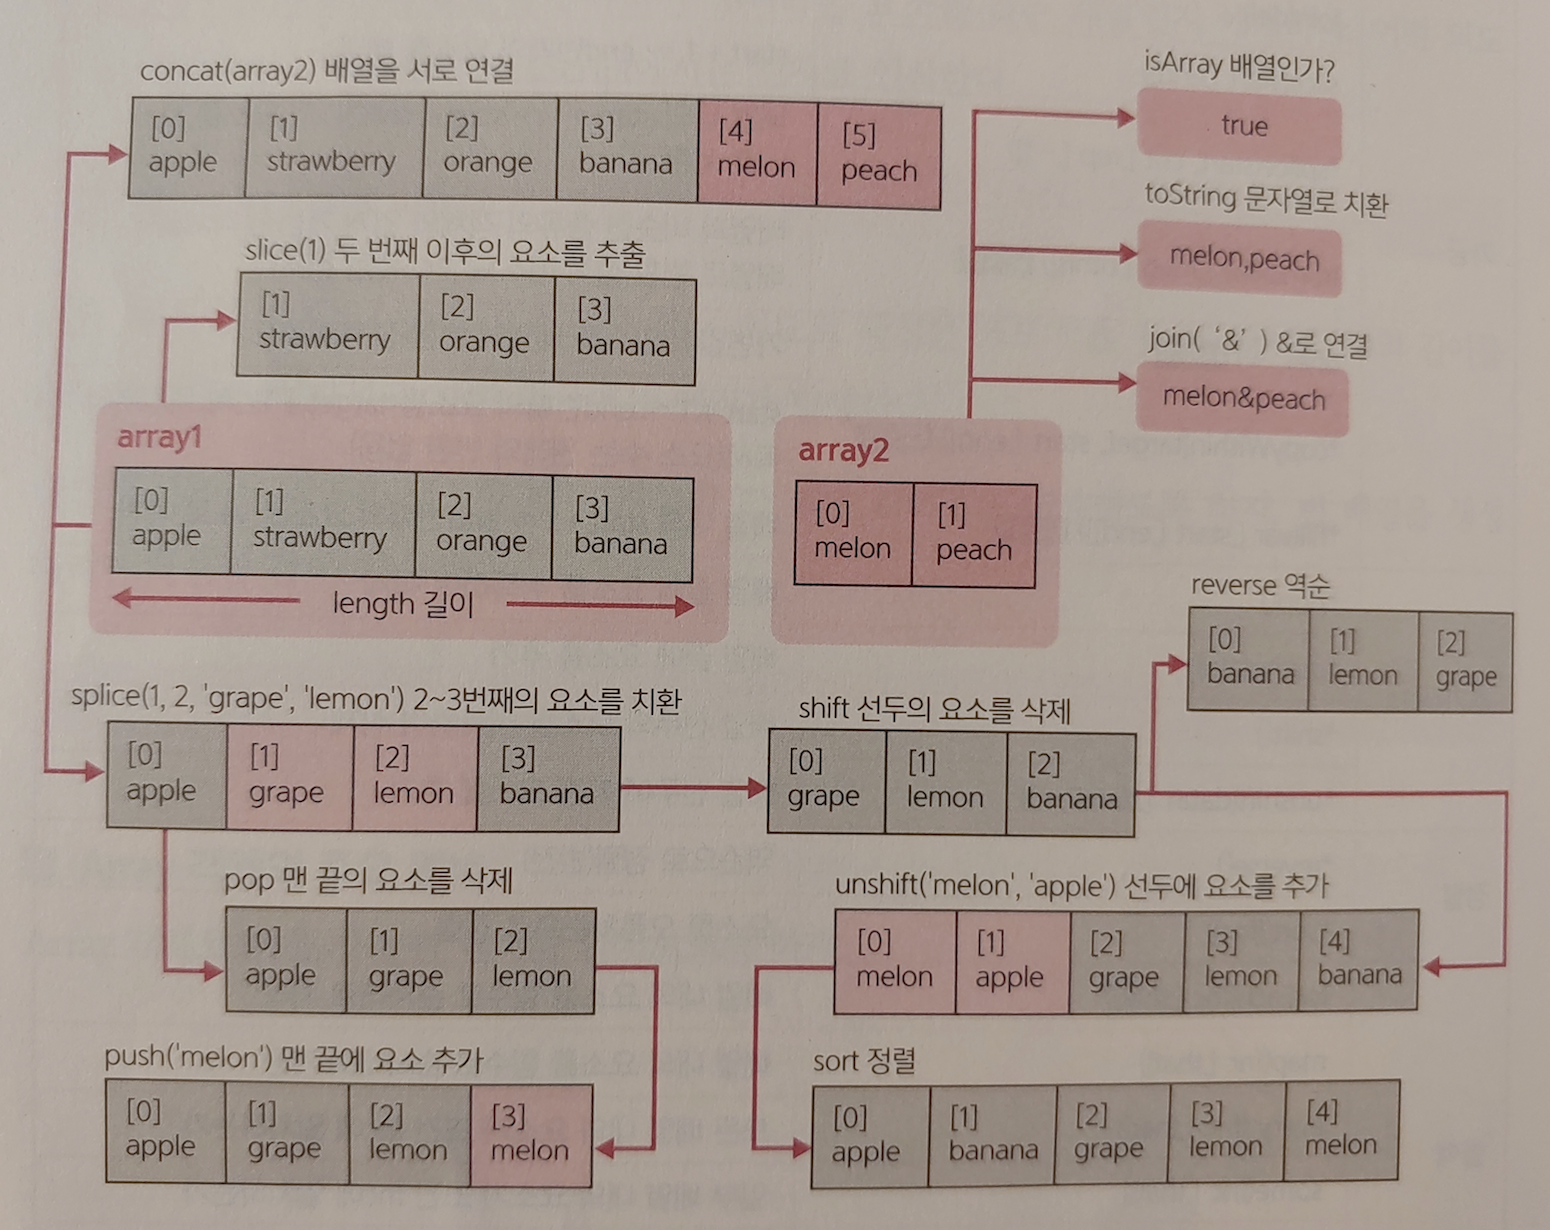 concat(array2) 배열을 서로 연결
[0] [1] [2] [3] [4] [5]
apple strawberry orange banana melon peach
isArray 배열인가?
true
toString 문자열로 치환
melon,peach
join( ‘&’ ) &로 연결
melon&peach
slice(1) 두 번째 이후의 요소를 추출
[1] [2] [3]
strawberry orange banana
array1
[0] [1] [2] [3]
apple strawberry orange banana
length 길이
array2
[0] [1]
melon peach
splice(1, 2, 'grape', 'lemon') 2~3번째의 요소를 치환
[0] [1] [2] [3]
apple grape lemon banana
shift 선두의 요소를 삭제
[0] [1] [2]
grape lemon banana
reverse 역순
[0] [1] [2]
banana lemon grape
pop 맨 끝의 요소를 삭제
[0] [1] [2]
apple grape lemon
unshift('melon', 'apple') 선두에 요소를 추가
[0] [1] [2] [3] [4]
melon apple grape lemon banana
push('melon') 맨 끝에 요소 추가
[0] [1] [2] [3]
apple grape lemon melon
sort 정렬
[0] [1] [2] [3] [4]
apple banana grape lemon melon